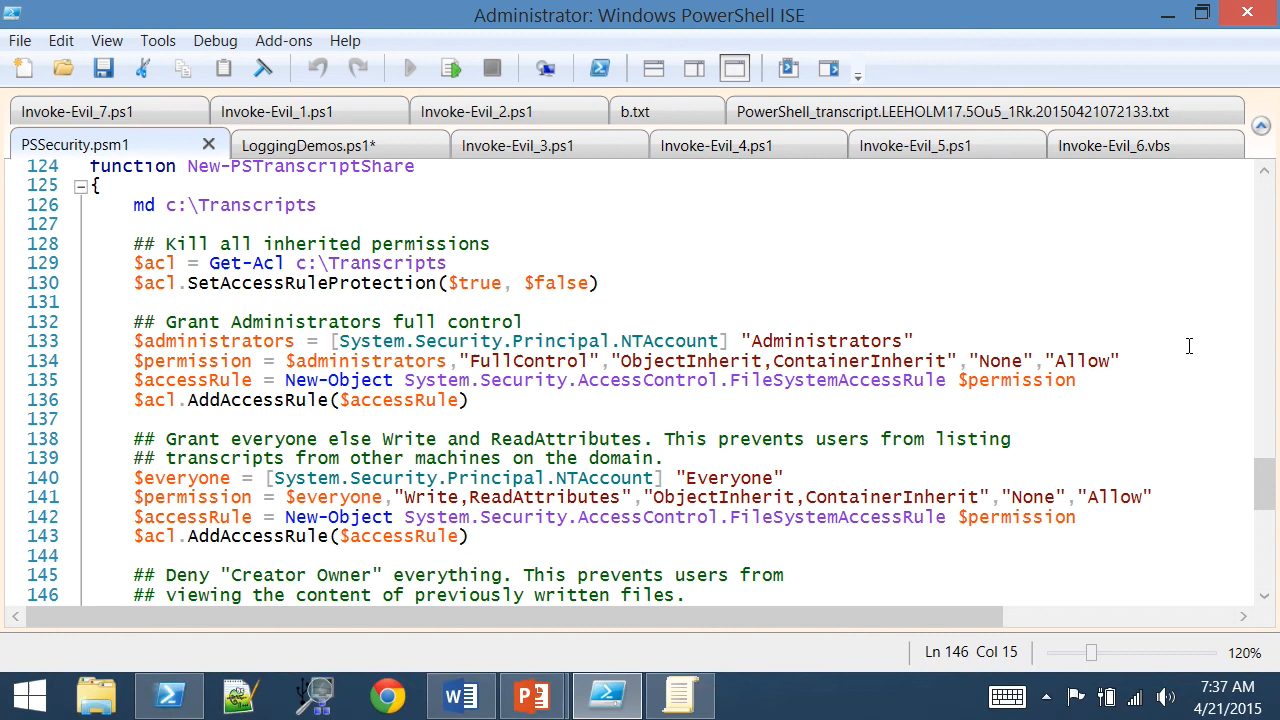 Administrator: Windows PowerShell ISE
File Edit View Tools Debug Add-ons Help
Invoke-Evil_7.ps1 Invoke-Evil_1.ps1 Invoke-Evil_2.ps1 b.txt PowerShell_transcript.LEEHOLM17.5Ou5_1Rk.20150421072133.txt
PSSecurity.psm1 LoggingDemos.ps1* Invoke-Evil_3.ps1 Invoke-Evil_4.ps1 Invoke-Evil_5.ps1 Invoke-Evil_6.vbs
124 function New-PSTranscriptShare
125 {
126 md c:\Transcripts
127
128 ## Kill all inherited permissions
129 $acl = Get-Acl c:\Transcripts
130 $acl.SetAccessRuleProtection($true, $false)
131
132 ## Grant Administrators full control
133 $administrators = [System.Security.Principal.NTAccount] "Administrators"
134 $permission = $administrators,"FullControl","ObjectInherit,ContainerInherit","None","Allow"
135 $accessRule = New-Object System.Security.AccessControl.FileSystemAccessRule $permission
136 $acl.AddAccessRule($accessRule)
137
138 ## Grant everyone else Write and ReadAttributes. This prevents users from listing
139 ## transcripts from other machines on the domain.
140 $everyone = [System.Security.Principal.NTAccount] "Everyone"
141 $permission = $everyone,"Write,ReadAttributes","ObjectInherit,ContainerInherit","None","Allow"
142 $accessRule = New-Object System.Security.AccessControl.FileSystemAccessRule $permission
143 $acl.AddAccessRule($accessRule)
144
145 ## Deny "Creator Owner" everything. This prevents users from
146 ## viewing the content of previously written files.
Ln 146 Col 15 120%
7:37 AM
4/21/2015